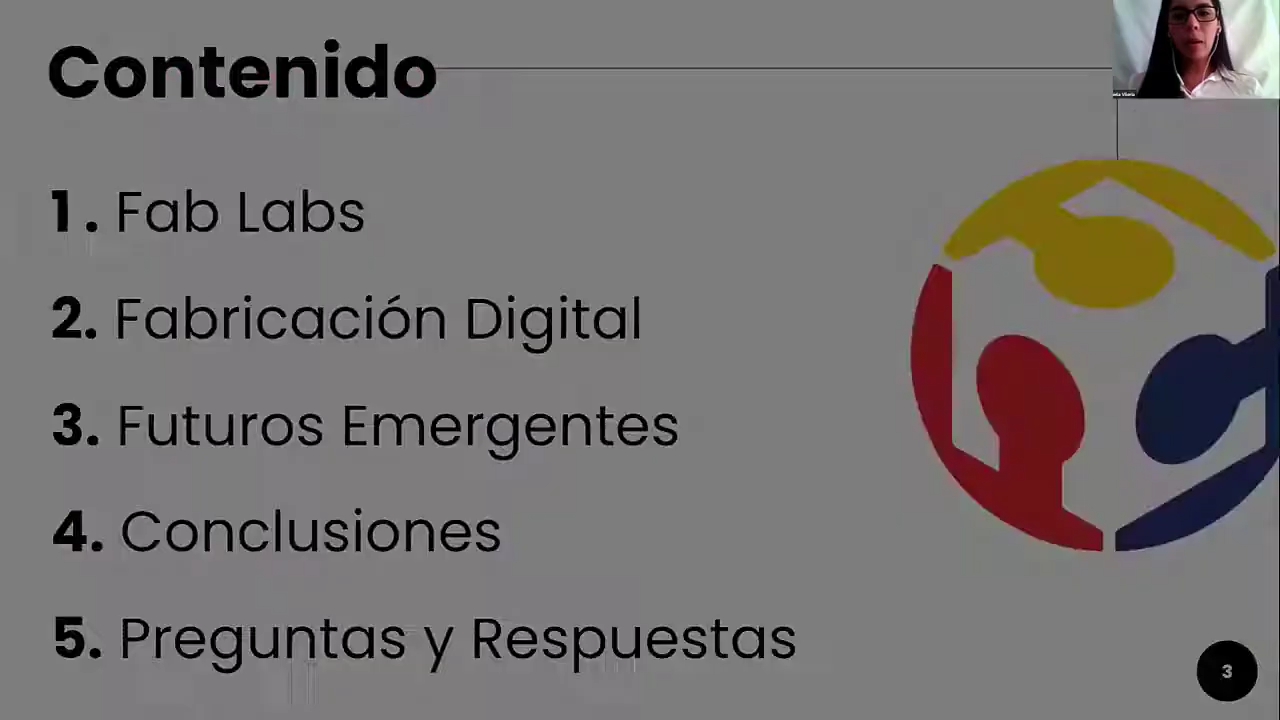 Contenido
1. Fab Labs
2. Fabricación Digital
3. Futuros Emergentes
4. Conclusiones
5. Preguntas y Respuestas
3